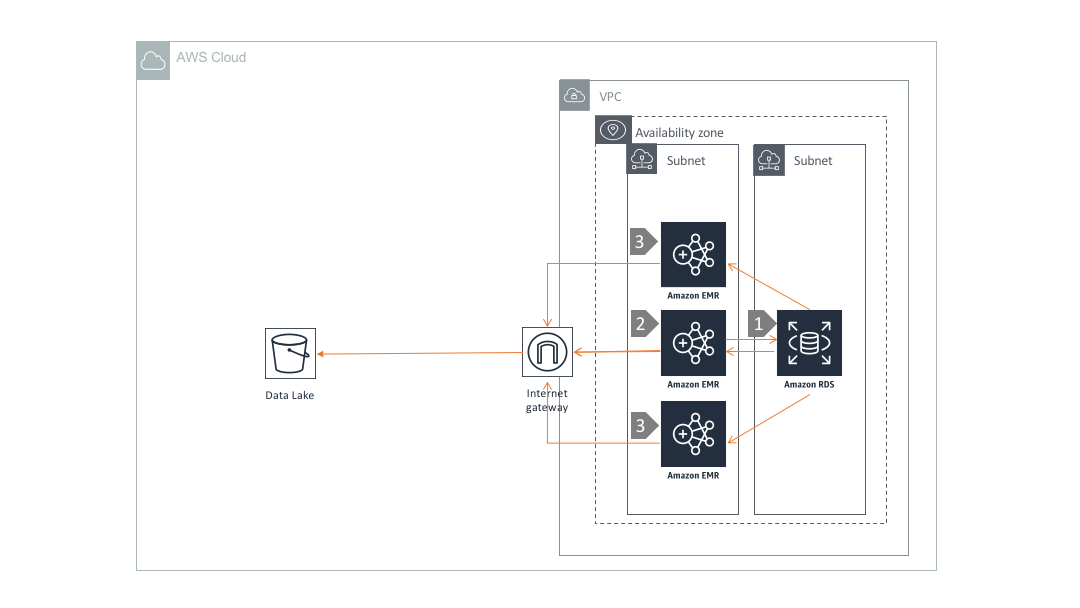 AWS Cloud
VPC
Availability zone
Subnet
Subnet
3
Amazon EMR
2
1
Amazon EMR
Amazon RDS
Data Lake
Internet
gateway
3
Amazon EMR